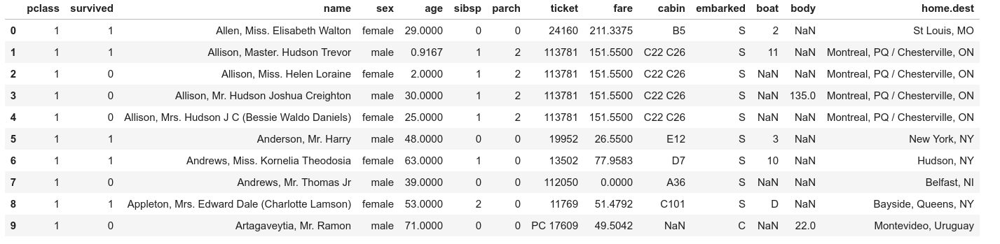 pclass survived name sex age sibsp parch ticket fare cabin embarked boat body home.dest
0 1 1 Allen, Miss. Elisabeth Walton female 29.0000 0 0 24160 211.3375 B5 S 2 NaN St Louis, MO
1 1 1 Allison, Master. Hudson Trevor male 0.9167 1 2 113781 151.5500 C22 C26 S 11 NaN Montreal, PQ / Chesterville, ON
2 1 0 Allison, Miss. Helen Loraine female 2.0000 1 2 113781 151.5500 C22 C26 S NaN NaN Montreal, PQ / Chesterville, ON
3 1 0 Allison, Mr. Hudson Joshua Creighton male 30.0000 1 2 113781 151.5500 C22 C26 S NaN 135.0 Montreal, PQ / Chesterville, ON
4 1 0 Allison, Mrs. Hudson J C (Bessie Waldo Daniels) female 25.0000 1 2 113781 151.5500 C22 C26 S NaN NaN Montreal, PQ / Chesterville, ON
5 1 1 Anderson, Mr. Harry male 48.0000 0 0 19952 26.5500 E12 S 3 NaN New York, NY
6 1 1 Andrews, Miss. Kornelia Theodosia female 63.0000 1 0 13502 77.9583 D7 S 10 NaN Hudson, NY
7 1 0 Andrews, Mr. Thomas Jr male 39.0000 0 0 112050 0.0000 A36 S NaN NaN Belfast, NI
8 1 1 Appleton, Mrs. Edward Dale (Charlotte Lamson) female 53.0000 2 0 11769 51.4792 C101 S D NaN Bayside, Queens, NY
9 1 0 Artagaveytia, Mr. Ramon male 71.0000 0 0 PC 17609 49.5042 NaN C NaN 22.0 Montevideo, Uruguay